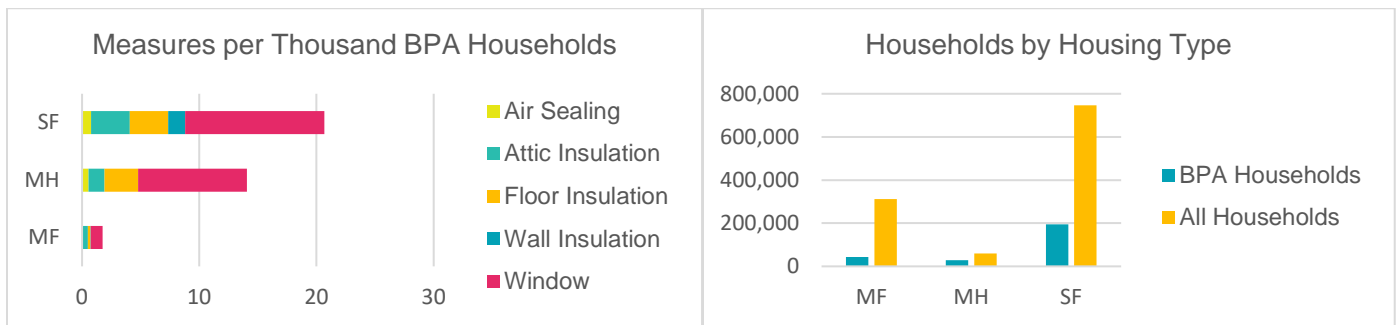 Measures per Thousand BPA Households
SF
MH
MF
0 10 20 30
Air Sealing
Attic Insulation
Floor Insulation
Wall Insulation
Window
Households by Housing Type
800,000
600,000
400,000
200,000
0
MF MH SF
BPA Households
All Households